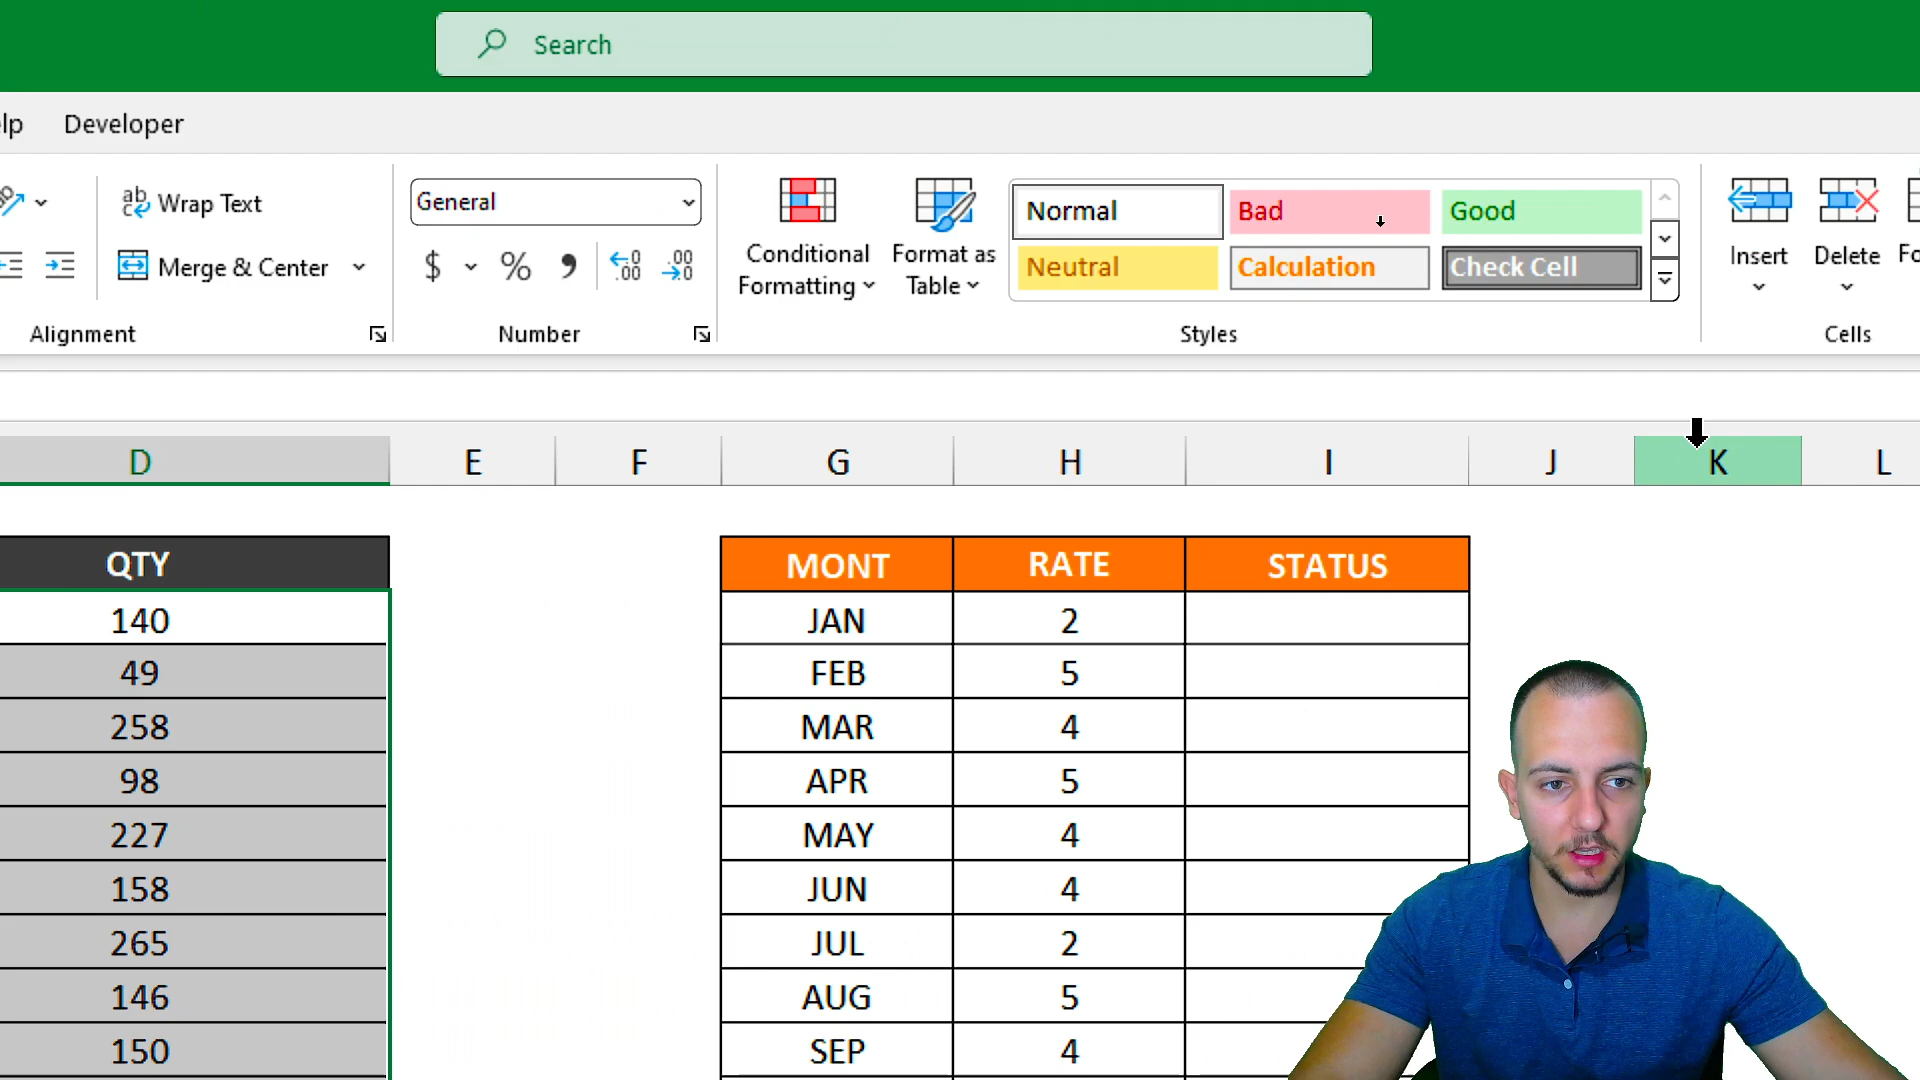 Search
lp Developer
ab Wrap Text General Normal Bad Good
Merge & Center $ % , Conditional Formatting Format as Table Neutral Calculation Check Cell Insert Delete Fo
Alignment Number Styles Cells
D E F G H I J K L
QTY MONT RATE STATUS
140 JAN 2
49 FEB 5
258 MAR 4
98 APR 5
227 MAY 4
158 JUN 4
265 JUL 2
146 AUG 5
150 SEP 4